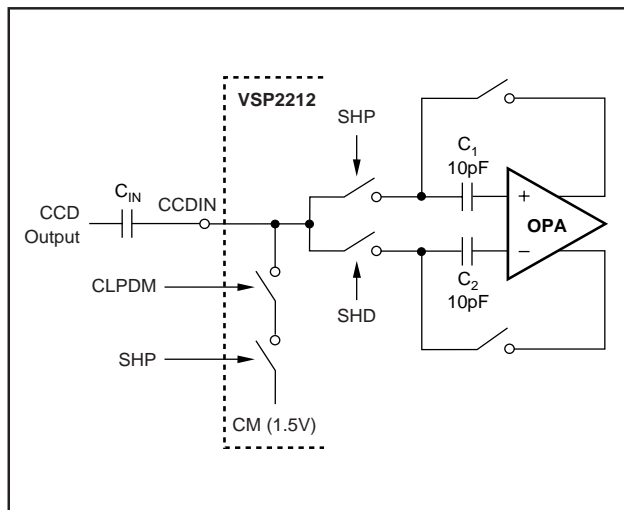 VSP2212
SHP
C1
10pF
CIN
CCDIN
CCD
Output
+
OPA
–
C2
10pF
CLPDM
SHD
SHP
CM (1.5V)